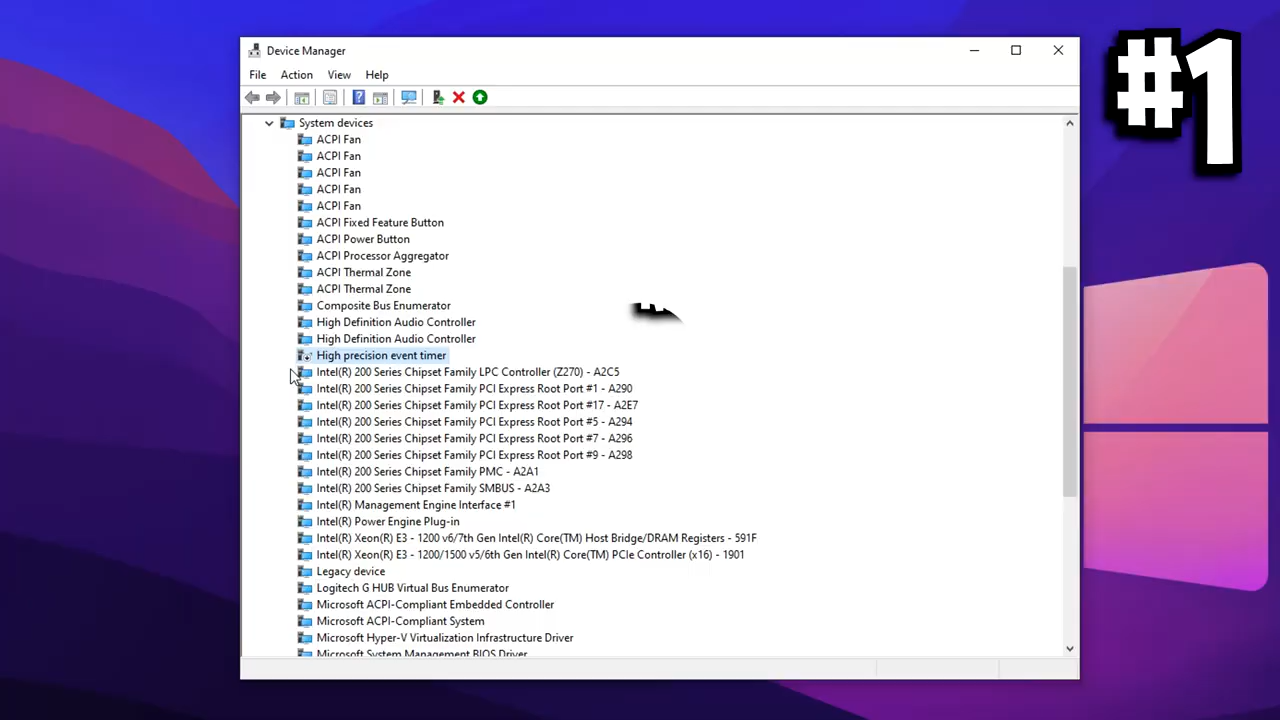 Device Manager
#1
File Action View Help
System devices
ACPI Fan
ACPI Fan
ACPI Fan
ACPI Fan
ACPI Fan
ACPI Fixed Feature Button
ACPI Power Button
ACPI Processor Aggregator
ACPI Thermal Zone
ACPI Thermal Zone
Composite Bus Enumerator
High Definition Audio Controller
High Definition Audio Controller
High precision event timer
Intel(R) 200 Series Chipset Family LPC Controller (Z270) - A2C5
Intel(R) 200 Series Chipset Family PCI Express Root Port #1 - A290
Intel(R) 200 Series Chipset Family PCI Express Root Port #17 - A2E7
Intel(R) 200 Series Chipset Family PCI Express Root Port #5 - A294
Intel(R) 200 Series Chipset Family PCI Express Root Port #7 - A296
Intel(R) 200 Series Chipset Family PCI Express Root Port #9 - A298
Intel(R) 200 Series Chipset Family PMC - A2A1
Intel(R) 200 Series Chipset Family SMBUS - A2A3
Intel(R) Management Engine Interface #1
Intel(R) Power Engine Plug-in
Intel(R) Xeon(R) E3 - 1200 v6/7th Gen Intel(R) Core(TM) Host Bridge/DRAM Registers - 591F
Intel(R) Xeon(R) E3 - 1200/1500 v5/6th Gen Intel(R) Core(TM) PCIe Controller (x16) - 1901
Legacy device
Logitech G HUB Virtual Bus Enumerator
Microsoft ACPI-Compliant Embedded Controller
Microsoft ACPI-Compliant System
Microsoft Hyper-V Virtualization Infrastructure Driver
Microsoft System Management BIOS Driver